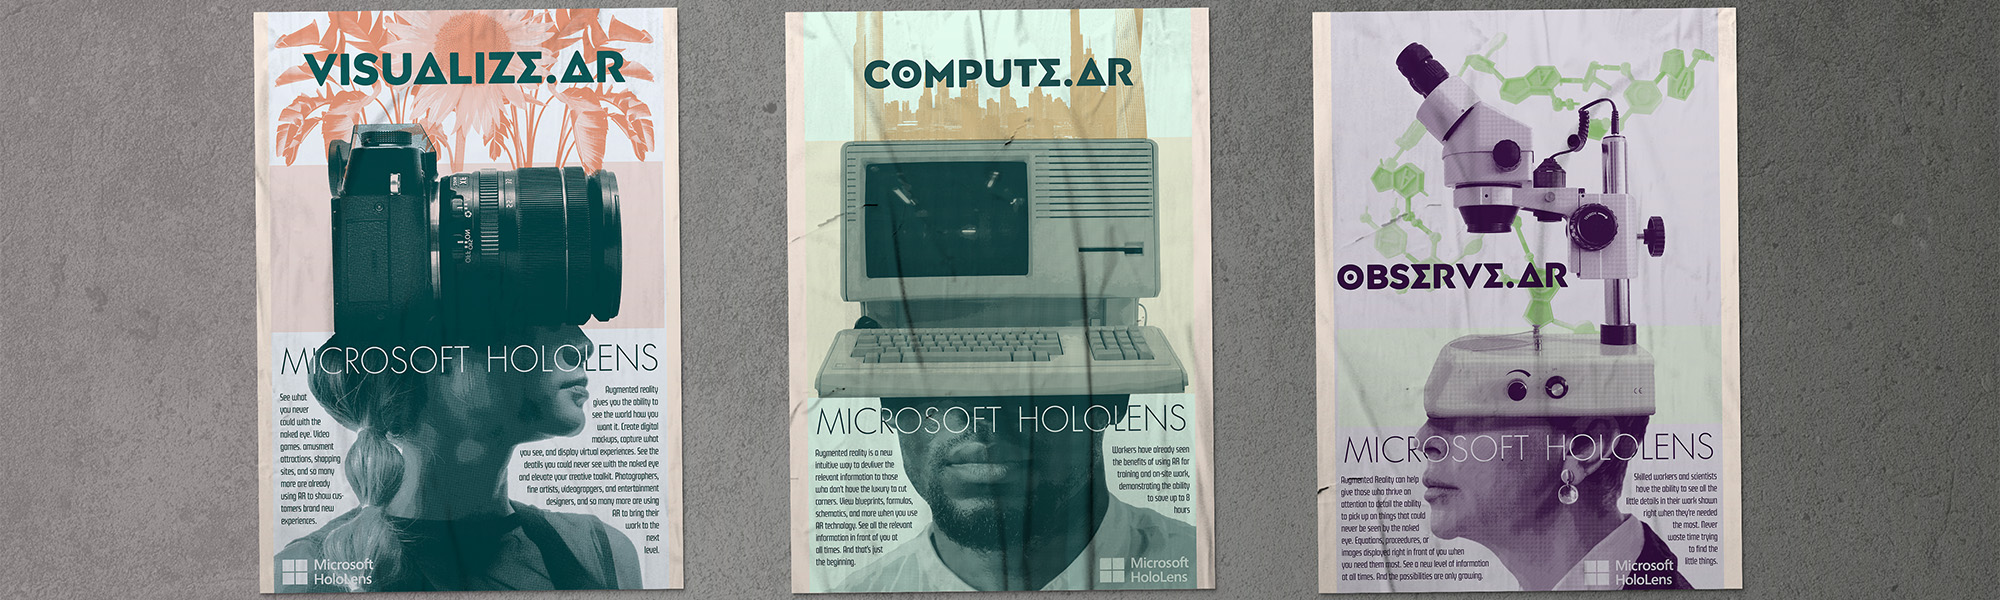 VISUALIZE.AR
MICROSOFT HOLOLENS
See what
you never
could with the
naked eye. Video
games, amusment
attractions, shopping
sites, and so many
more are already
using AR to show cus-
tomers brand new
experiences.
Augmented reality
gives you the ability to
see the world how you
want it. Create digital
mockups, capture what
you see, and display virtual experiences. See the
deatils you could never see with the naked eye
and elevate your creative toolkit. Photographers,
fine artists, videograppers, and entertainment
designers, and so many more are using
AR to bring their
work to the
next
level.
Microsoft
HoloLens
COMPUTE.AR
MICROSOFT HOLOLENS
Augmented reality is a new
intuitive way to devliver the
relevant information to those
who don't have the luxury to cut
corners. View blueprints, formulas,
schematics, and more when you use
AR technology. See all the relevant
information in front of you at
all times. And that's just
the beginning.
Workers have already seen
the benefits of using AR for
training and on-site work,
demonstrating the ability
to save up to 8
hours
Microsoft
HoloLens
OBSERVE.AR
MICROSOFT HOLOLENS
Augmented Reality can help
give those who thrive on
attention to detail the ability
to pick up on things that could
never be seen by the naked
eye. Equations, proceedures, or
images displayed right in front of you when
you need them most. See a new level of information
at all times. And the possibilities are only growing.
Skilled workers and scientists
have the ability to see all the
little details in their work shown
right when they're needed
the most. Never
waste time trying
to find the
little things.
Microsoft
HoloLens